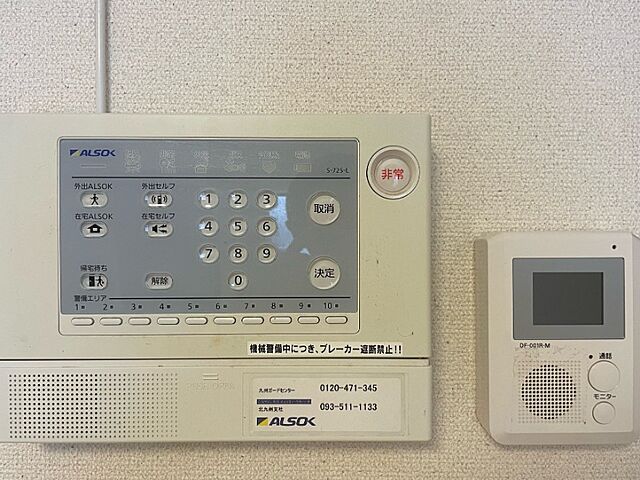 ALSOK
S-725-L
非常
外出ALSOK
外出セルフ
在宅ALSOK
在宅セルフ
帰宅待ち
解除
1 2 3
4 5 6
7 8 9
0
取消
決定
警備エリア
1 2 3 4 5 6 7 8 9 10
機械警備中につき、ブレーカー遮断禁止!!
九州ガードセンター 0120-471-345
北九州支社 093-511-1133
ALSOK
DF-001R-M
通話
モニター